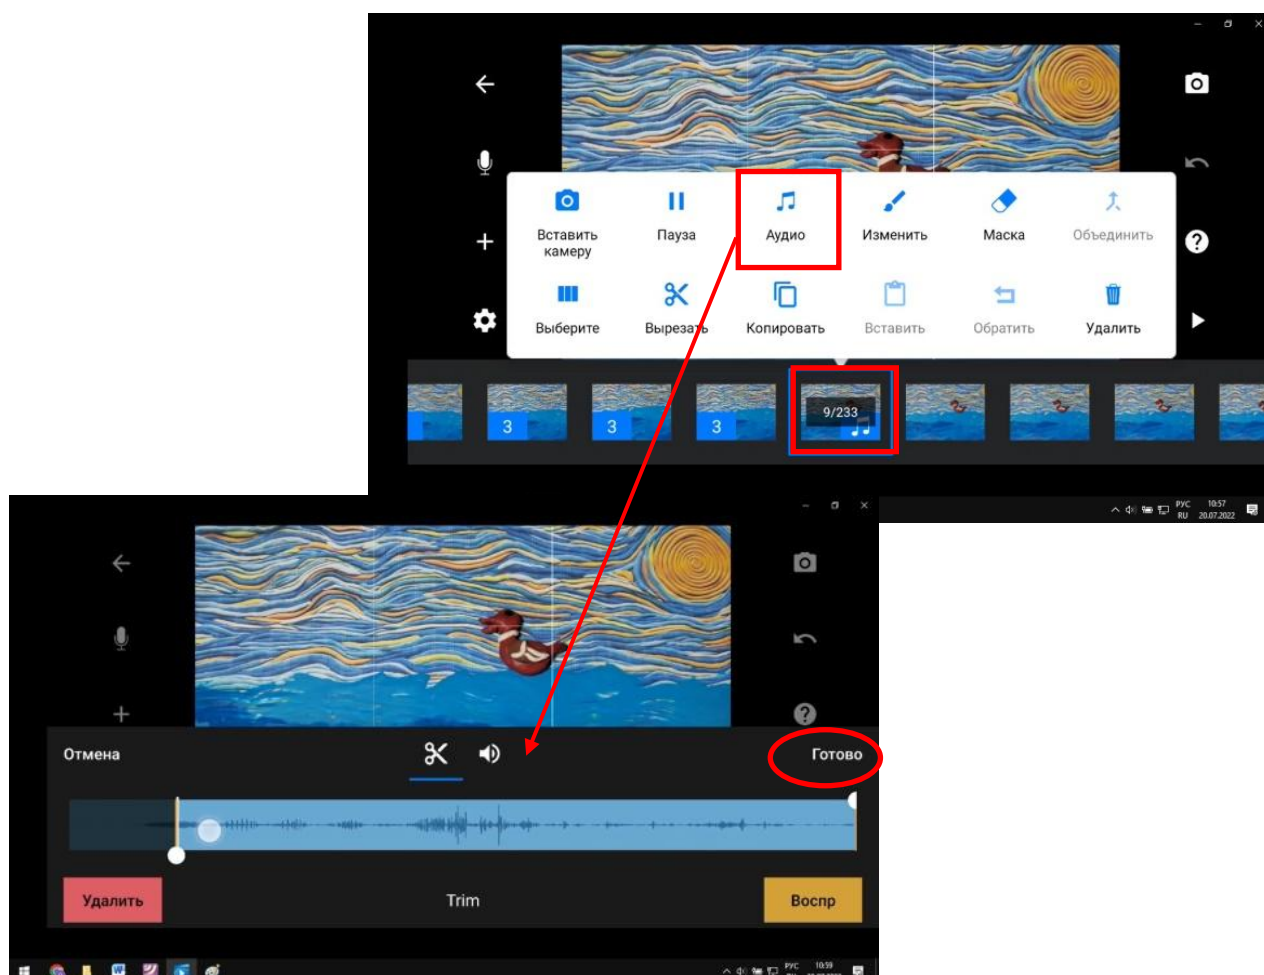 Вставить
камеру
Пауза
Аудио
Изменить
Маска
Объединить
Выберите
Вырезать
Копировать
Вставить
Обратить
Удалить
3
3
3
9/233
РУС 10:57
RU 20.07.2022
Отмена
Готово
Удалить
Trim
Воспр
РУС 10:59